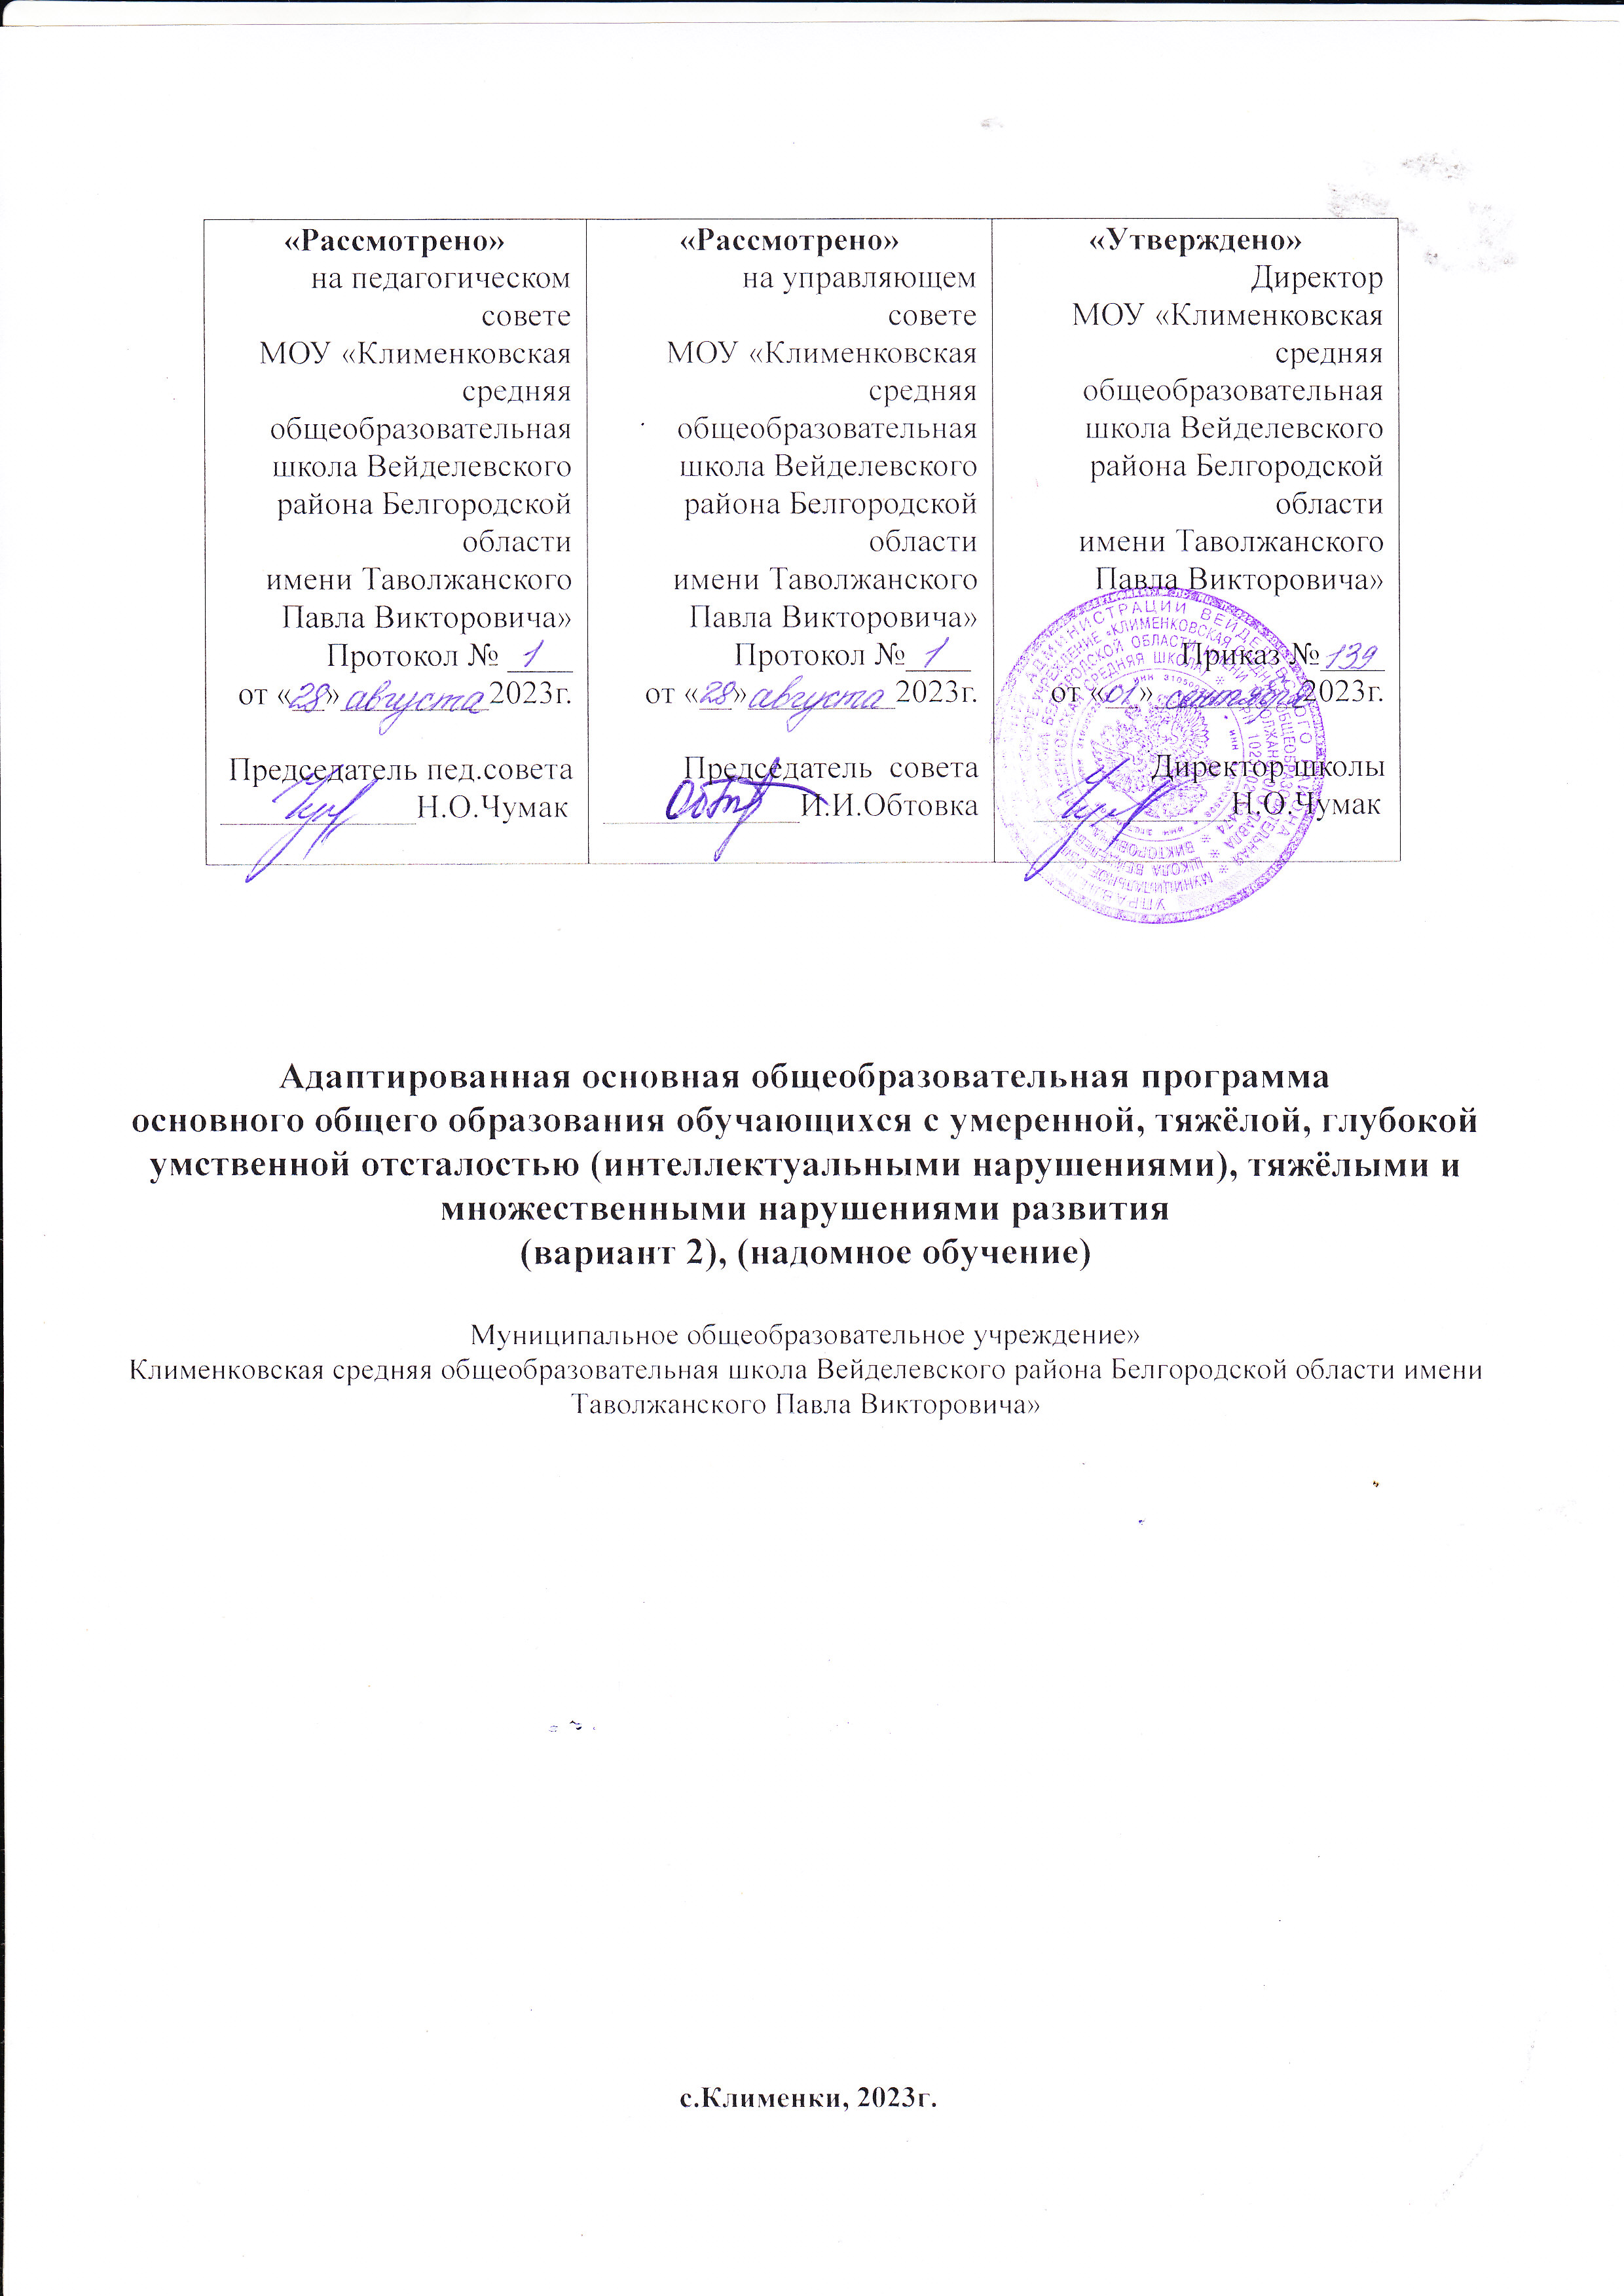 «Рассмотрено»
на педагогическом
совете
МОУ «Клименковская
средняя
общеобразовательная
школа Вейделевского
района Белгородской
области
имени Таволжанского
Павла Викторовича»
Протокол № 1
от «28» августа 2023г.
Председатель пед.совета
Н.О.Чумак
«Рассмотрено»
на управляющем
совете
МОУ «Клименковская
средняя
общеобразовательная
школа Вейделевского
района Белгородской
области
имени Таволжанского
Павла Викторовича»
Протокол № 1
от «28» августа 2023г.
Председатель совета
И.И.Обтовка
«Утверждено»
Директор
МОУ «Клименковская
средняя
общеобразовательная
школа Вейделевского
района Белгородской
области
имени Таволжанского
Павла Викторовича»
Приказ № 139
от «01» сентября 2023г.
Директор школы
Н.О.Чумак
Адаптированная основная общеобразовательная программа
основного общего образования обучающихся с умеренной, тяжёлой, глубокой
умственной отсталостью (интеллектуальными нарушениями), тяжёлыми и
множественными нарушениями развития
(вариант 2), (надомное обучение)
Муниципальное общеобразовательное учреждение»
Клименковская средняя общеобразовательная школа Вейделевского района Белгородской области имени
Таволжанского Павла Викторовича»
с.Клименки, 2023г.